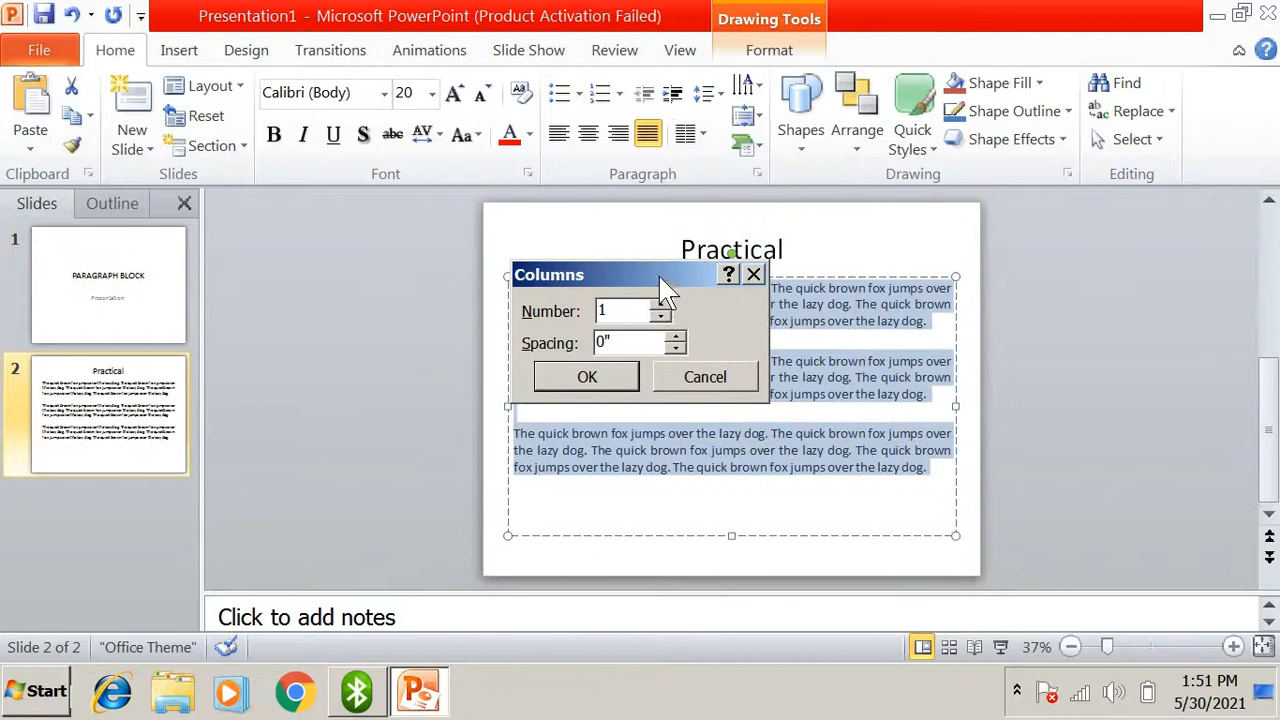 Presentation1 - Microsoft PowerPoint (Product Activation Failed)
Drawing Tools
File
Home
Insert
Design
Transitions
Animations
Slide Show
Review
View
Format
Paste
New
Slide
Layout
Reset
Section
Calibri (Body)
20
B I U S abc AV Aa A
Shapes
Arrange
Quick
Styles
Shape Fill
Shape Outline
Shape Effects
Find
Replace
Select
Clipboard
Slides
Font
Paragraph
Drawing
Editing
Slides
Outline
1
PARAGRAPH BLOCK
Presentation
2
Practical
Practical
Columns
Number: 1
Spacing: 0"
OK
Cancel
The quick brown fox jumps over
r the lazy dog. The quick brown
fox jumps over the lazy dog.
The quick brown fox jumps over
r the lazy dog. The quick brown
fox jumps over the lazy dog.
The quick brown fox jumps over the lazy dog. The quick brown fox jumps over
the lazy dog. The quick brown fox jumps over the lazy dog. The quick brown
fox jumps over the lazy dog. The quick brown fox jumps over the lazy dog.
Click to add notes
Slide 2 of 2
"Office Theme"
37%
Start
1:51 PM
5/30/2021